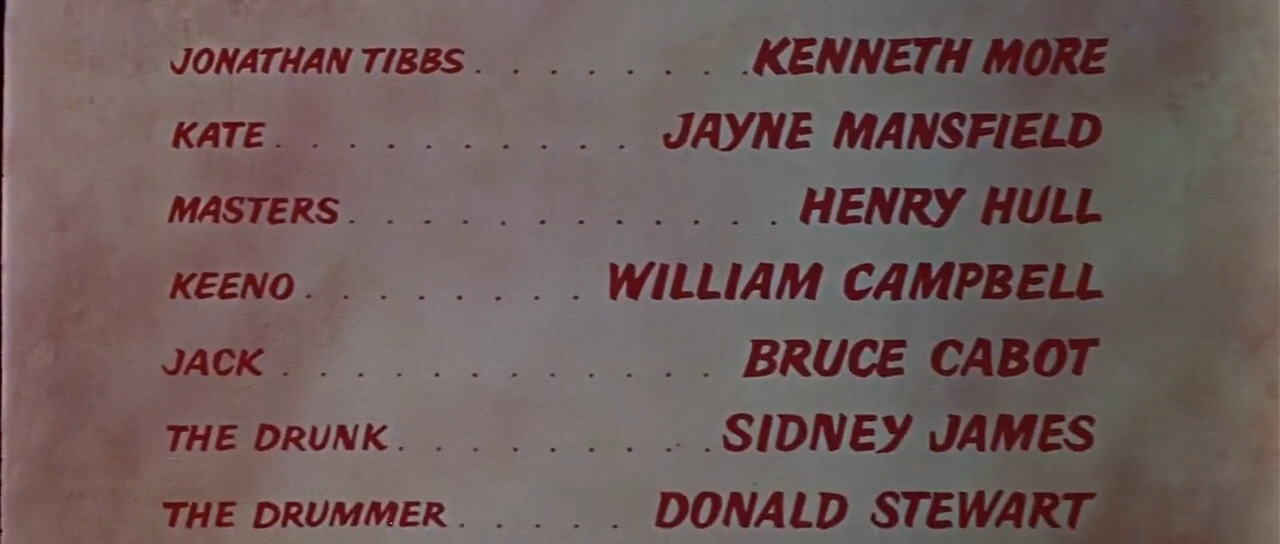 JONATHAN TIBBS . . . . . . . . KENNETH MORE
KATE . . . . . . . . . . JAYNE MANSFIELD
MASTERS . . . . . . . . . . . . . HENRY HULL
KEENO . . . . . . . . . WILLIAM CAMPBELL
JACK . . . . . . . . . . . . BRUCE CABOT
THE DRUNK . . . . . . . . . SIDNEY JAMES
THE DRUMMER . . . . . DONALD STEWART